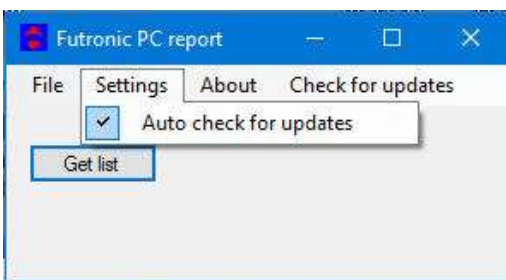 Futronic PC report
File Settings About Check for updates
Auto check for updates
Get list